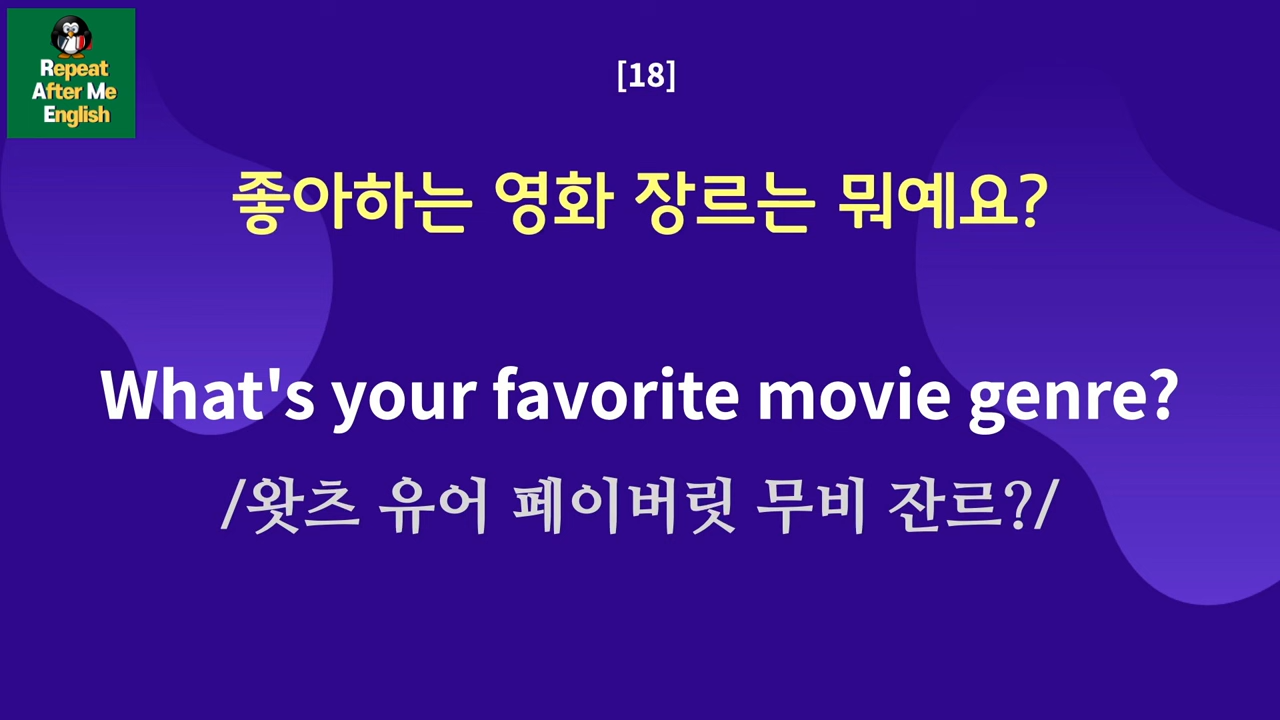 Repeat
After Me
English
[18]
좋아하는 영화 장르는 뭐예요?
What's your favorite movie genre?
/왓츠 유어 페이버릿 무비 잔르?/